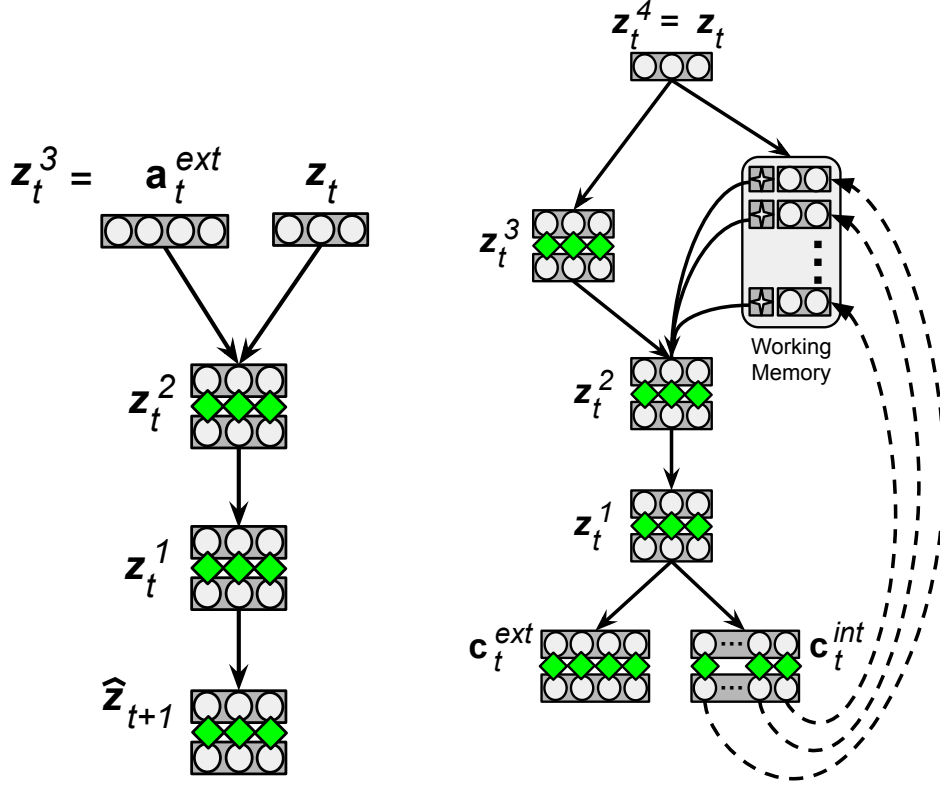 z_t^3 = a_t^ext z_t
z_t^2
z_t^1
ẑ_{t+1}
z_t^4 = z_t
z_t^3
Working
Memory
z_t^2
z_t^1
c_t^ext
c_t^int